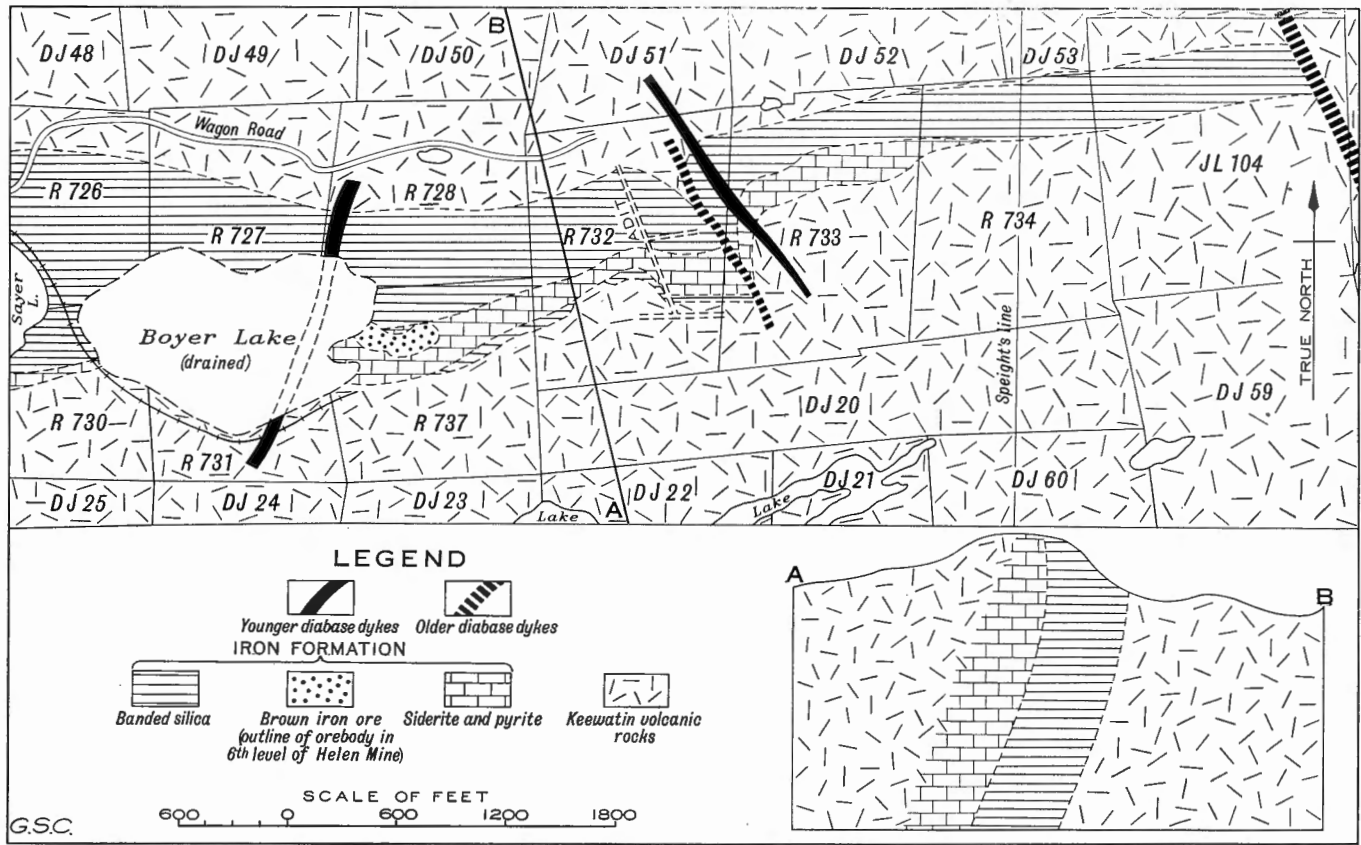 DJ 48
DJ 49
DJ 50
B
DJ 51
DJ 52
DJ 53
Wagon Road
R 726
R 728
JL 104
R 727
R 732
ADIT
R 733
R 734
Sayer L.
Boyer Lake
(drained)
Speight's line
TRUE NORTH
DJ 59
R 730
R 737
DJ 20
R 731
DJ 25
DJ 24
DJ 23
Lake
A
DJ 22
Lake
DJ 21
DJ 60
LEGEND
Younger diabase dykes
Older diabase dykes
IRON FORMATION
Banded silica
Brown iron ore
(outline of orebody in
6th level of Helen Mine)
Siderite and pyrite
Keewatin volcanic
rocks
SCALE OF FEET
600 0 600 1200 1800
G.S.C.
A
B